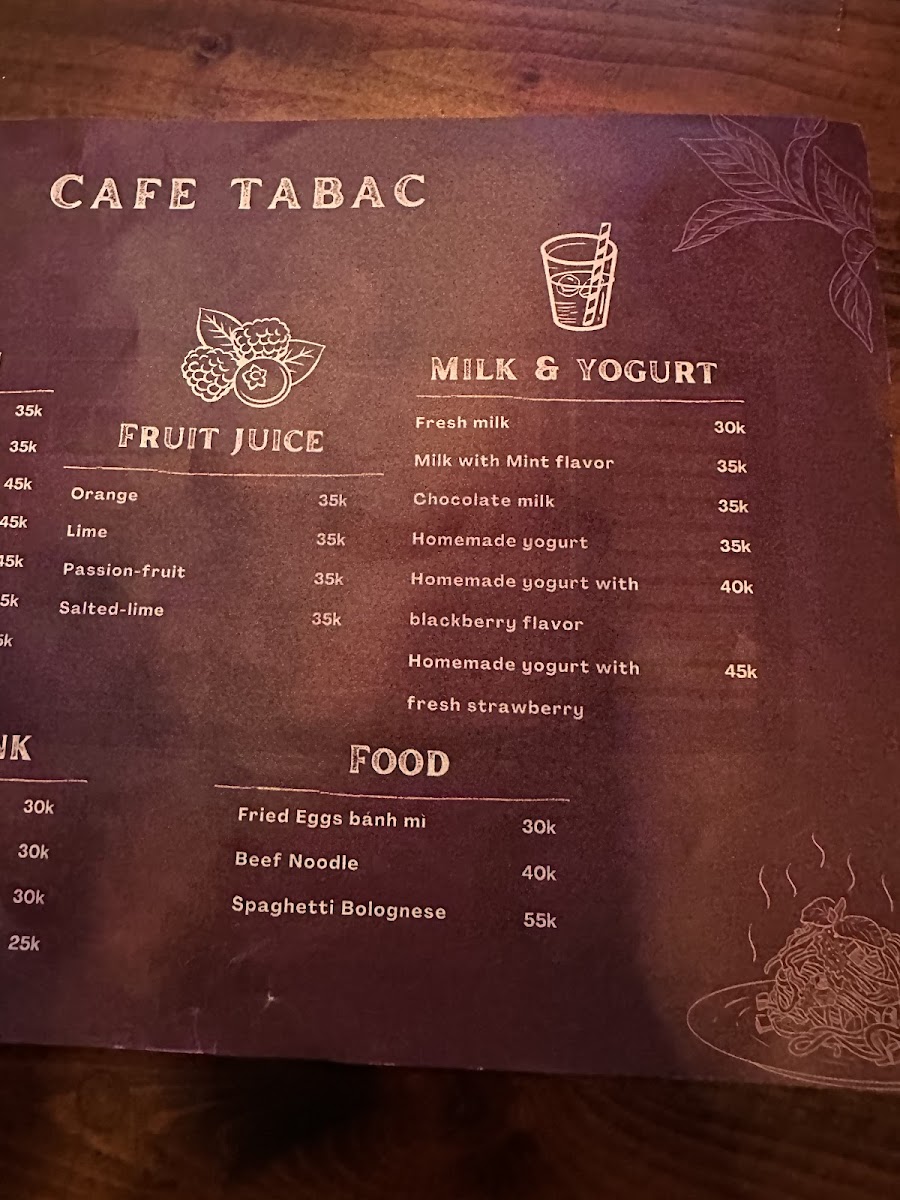 CAFE TABAC
35k
35k
45k
45k
FRUIT JUICE
Orange 35k
Lime 35k
Passion-fruit 35k
Salted-lime 35k
MILK & YOGURT
Fresh milk 30k
Milk with Mint flavor 35k
Chocolate milk 35k
Homemade yogurt 35k
Homemade yogurt with 40k
blackberry flavor
Homemade yogurt with 45k
fresh strawberry
30k
30k
30k
25k
FOOD
Fried Eggs bánh mì 30k
Beef Noodle 40k
Spaghetti Bolognese 55k